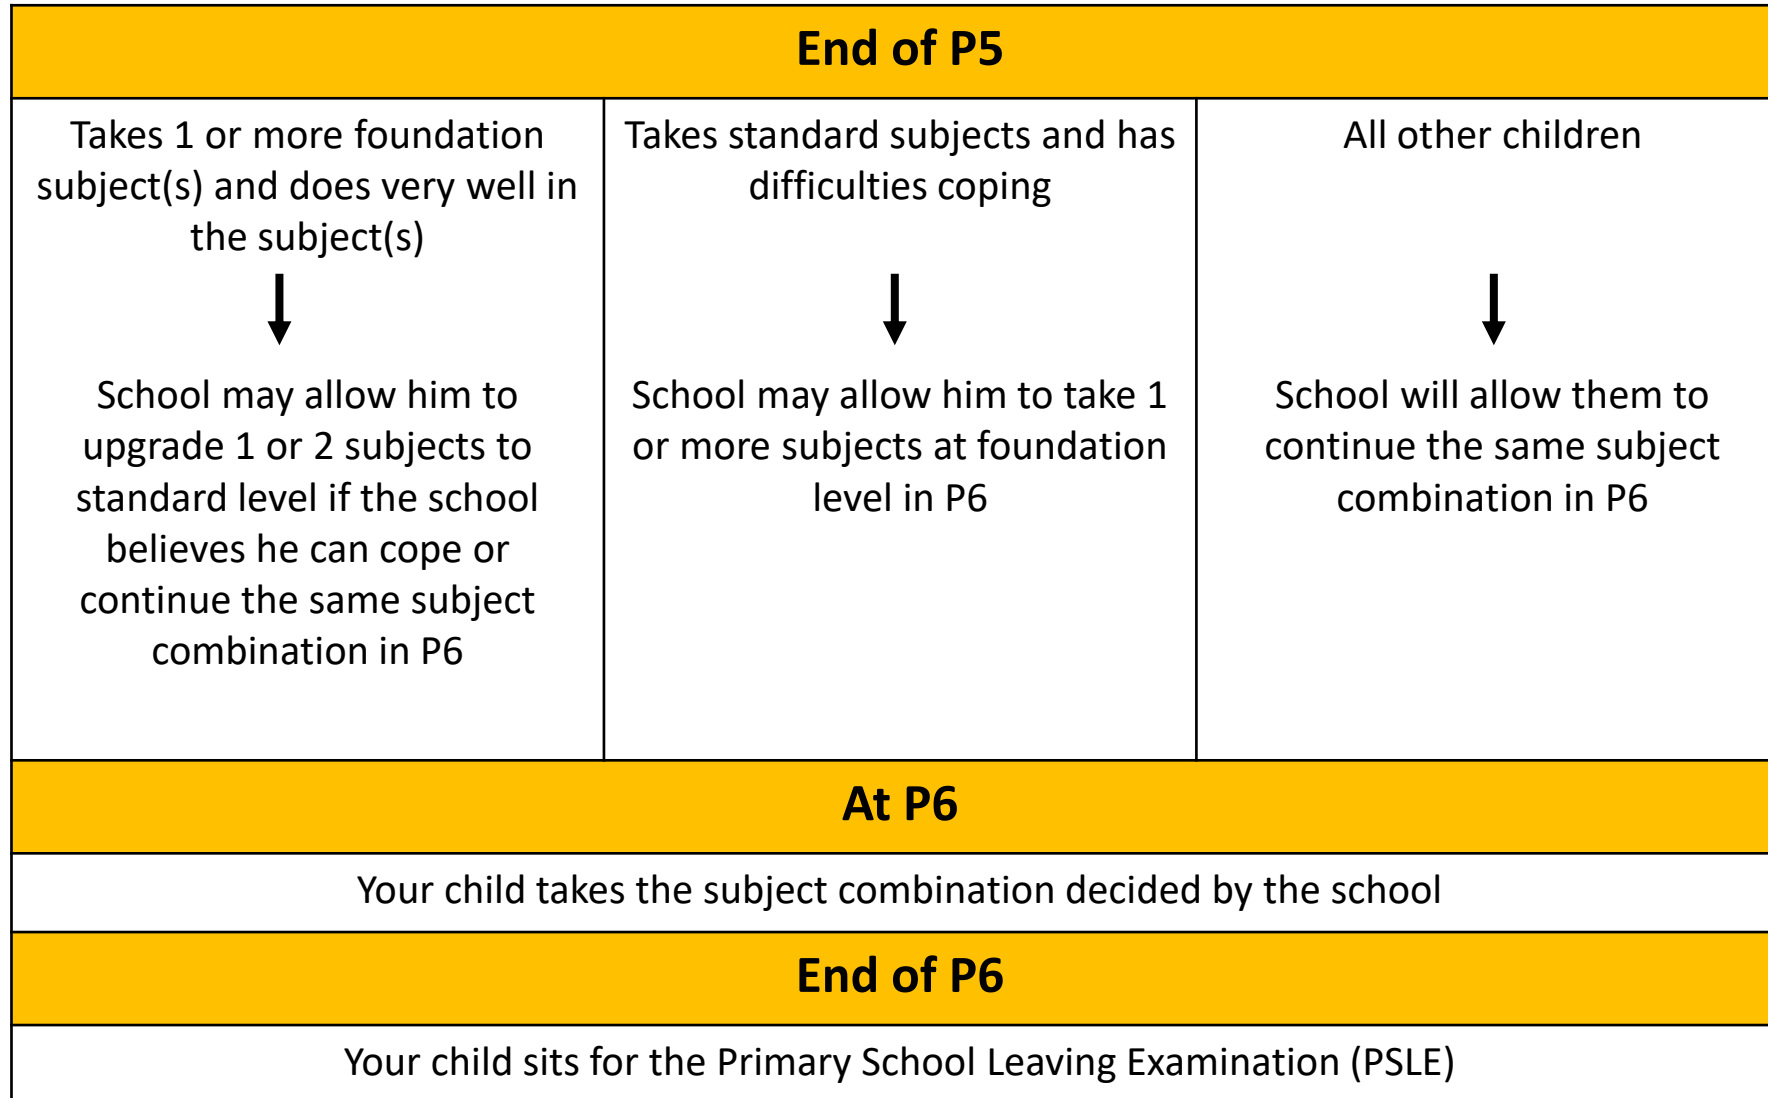 End of P5
Takes 1 or more foundation
subject(s) and does very well in
the subject(s)
School may allow him to
upgrade 1 or 2 subjects to
standard level if the school
believes he can cope or
continue the same subject
combination in P6
Takes standard subjects and has
difficulties coping
School may allow him to take 1
or more subjects at foundation
level in P6
All other children
School will allow them to
continue the same subject
combination in P6
At P6
Your child takes the subject combination decided by the school
End of P6
Your child sits for the Primary School Leaving Examination (PSLE)